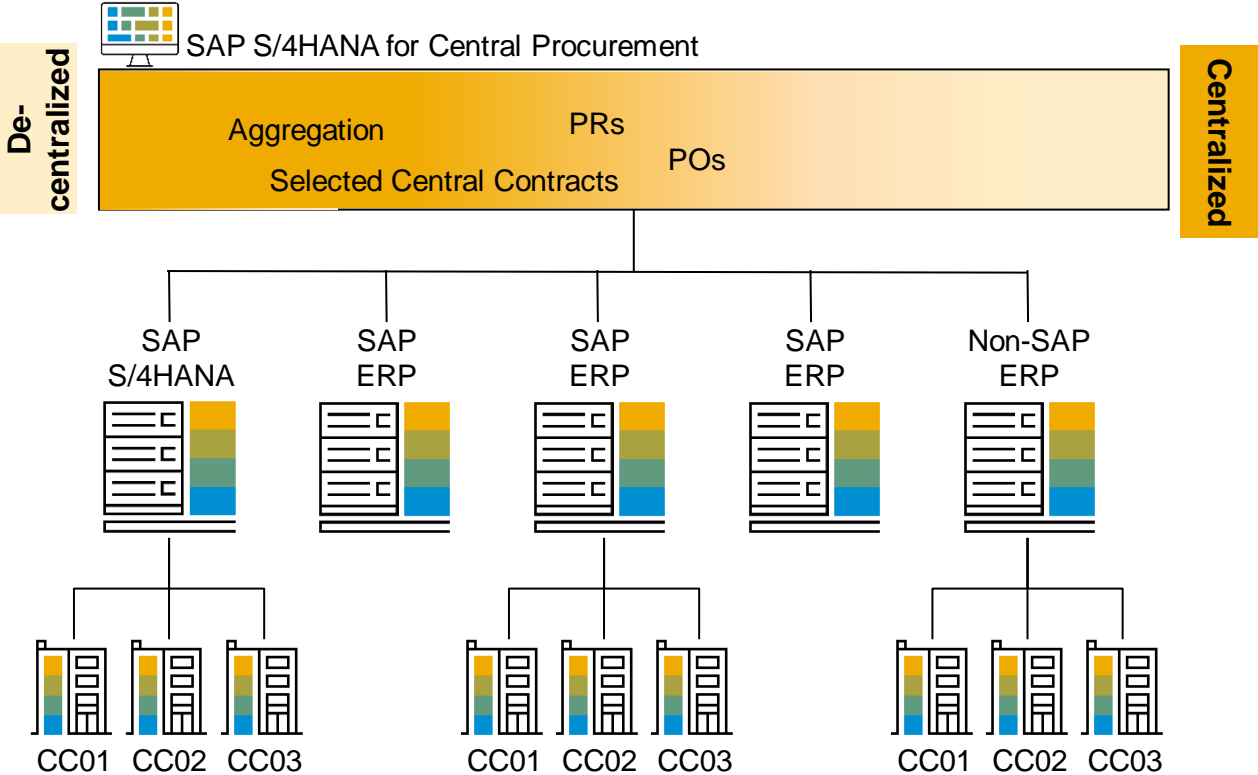 SAP S/4HANA for Central Procurement
De-
centralized
Centralized
Aggregation
PRs
POs
Selected Central Contracts
SAP
S/4HANA
SAP
ERP
SAP
ERP
SAP
ERP
Non-SAP
ERP
CC01 CC02 CC03
CC01 CC02 CC03
CC01 CC02 CC03